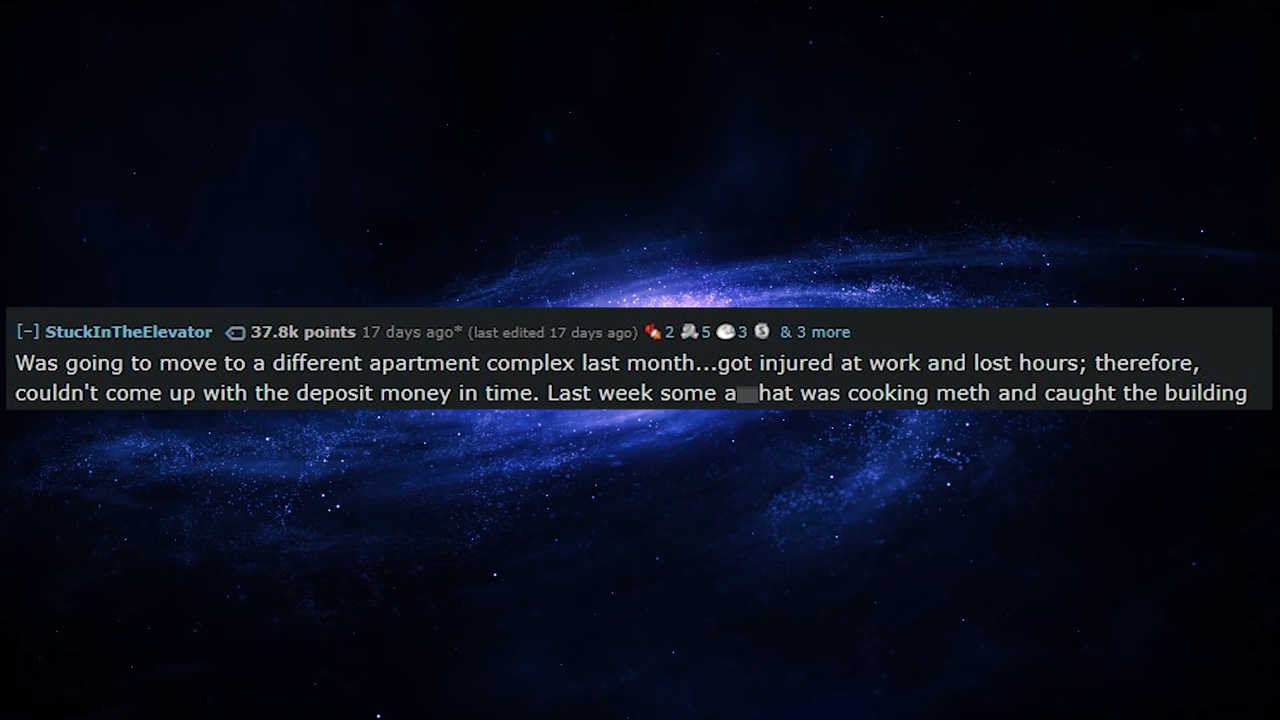 [-] StuckInTheElevator 37.8k points 17 days ago* (last edited 17 days ago) 2 5 3 S & 3 more
Was going to move to a different apartment complex last month...got injured at work and lost hours; therefore,
couldn't come up with the deposit money in time. Last week some a hat was cooking meth and caught the building